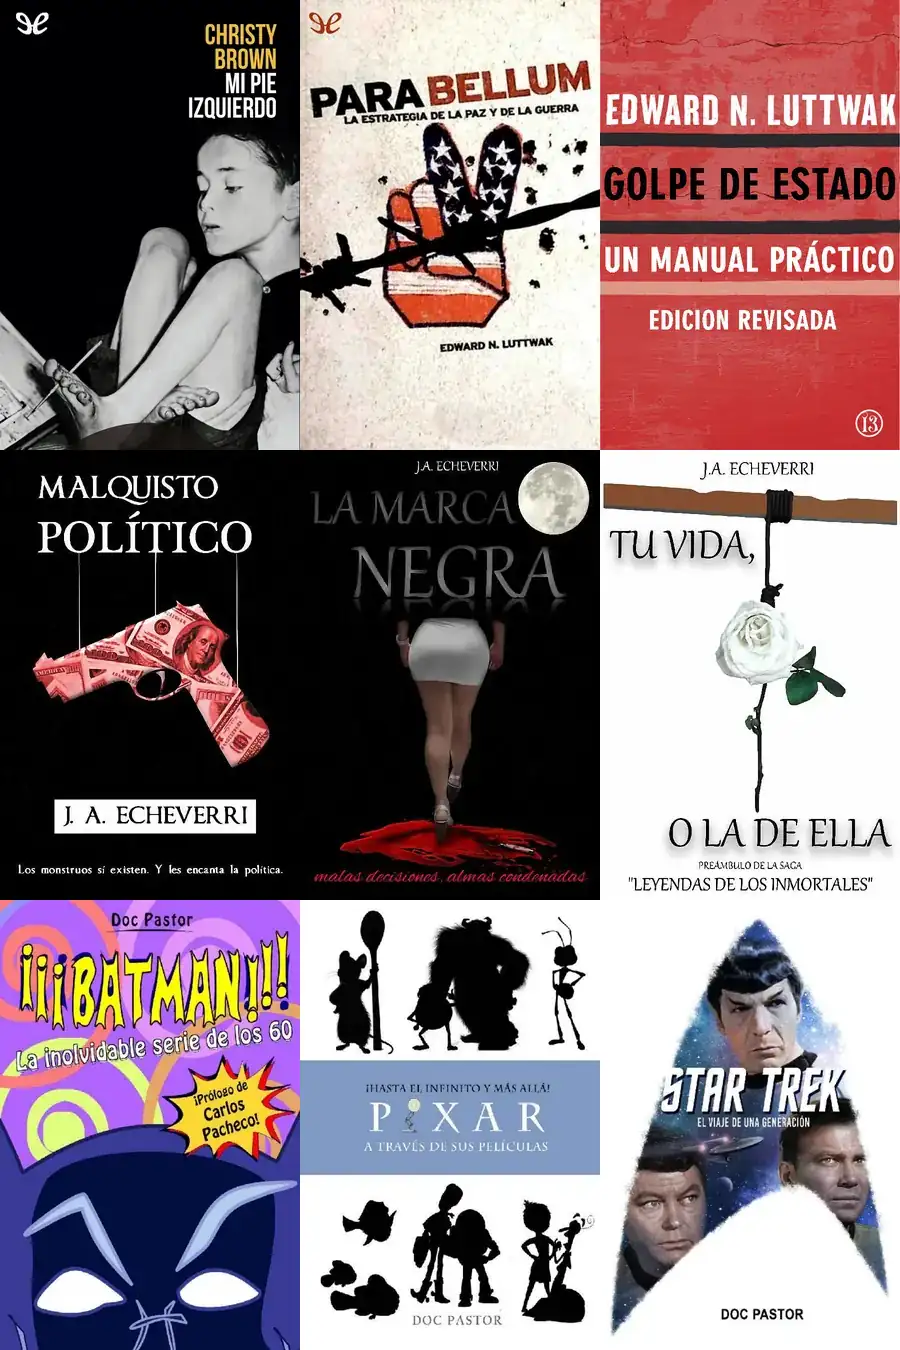 CHRISTY
BROWN
MI PIE
IZQUIERDO
PARABELLUM
LA ESTRATEGIA DE LA PAZ Y DE LA GUERRA
EDWARD N. LUTTWAK
EDWARD N. LUTTWAK
GOLPE DE ESTADO
UN MANUAL PRÁCTICO
EDICION REVISADA
13
MALQUISTO
POLÍTICO
J. A. ECHEVERRI
Los monstruos sí existen. Y les encanta la política.
J.A. ECHEVERRI
LA MARCA
NEGRA
malas decisiones, almas condenadas
J.A. ECHEVERRI
TU VIDA,
O LA DE ELLA
PREÁMBULO DE LA SAGA
"LEYENDAS DE LOS INMORTALES"
Doc Pastor
¡¡¡BATMAN!!!
La inolvidable serie de los 60
¡Prólogo de
Carlos
Pacheco!
¡HASTA EL INFINITO Y MÁS ALLÁ!
PIXAR
A TRAVÉS DE SUS PELÍCULAS
DOC PASTOR
STAR TREK
EL VIAJE DE UNA GENERACIÓN
DOC PASTOR